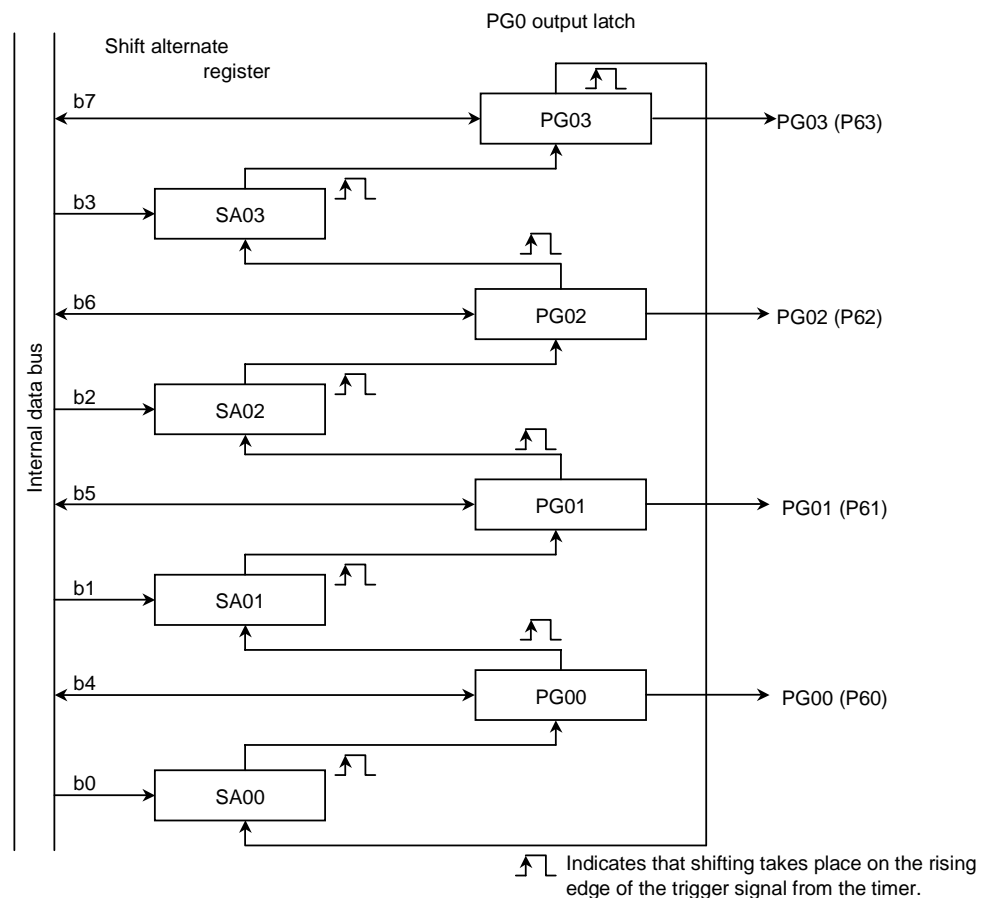 PG0 output latch
Shift alternate
register
b7
PG03
PG03 (P63)
b3
SA03
b6
PG02
PG02 (P62)
b2
SA02
Internal data bus
b5
PG01
PG01 (P61)
b1
SA01
b4
PG00
PG00 (P60)
b0
SA00
Indicates that shifting takes place on the rising
edge of the trigger signal from the timer.